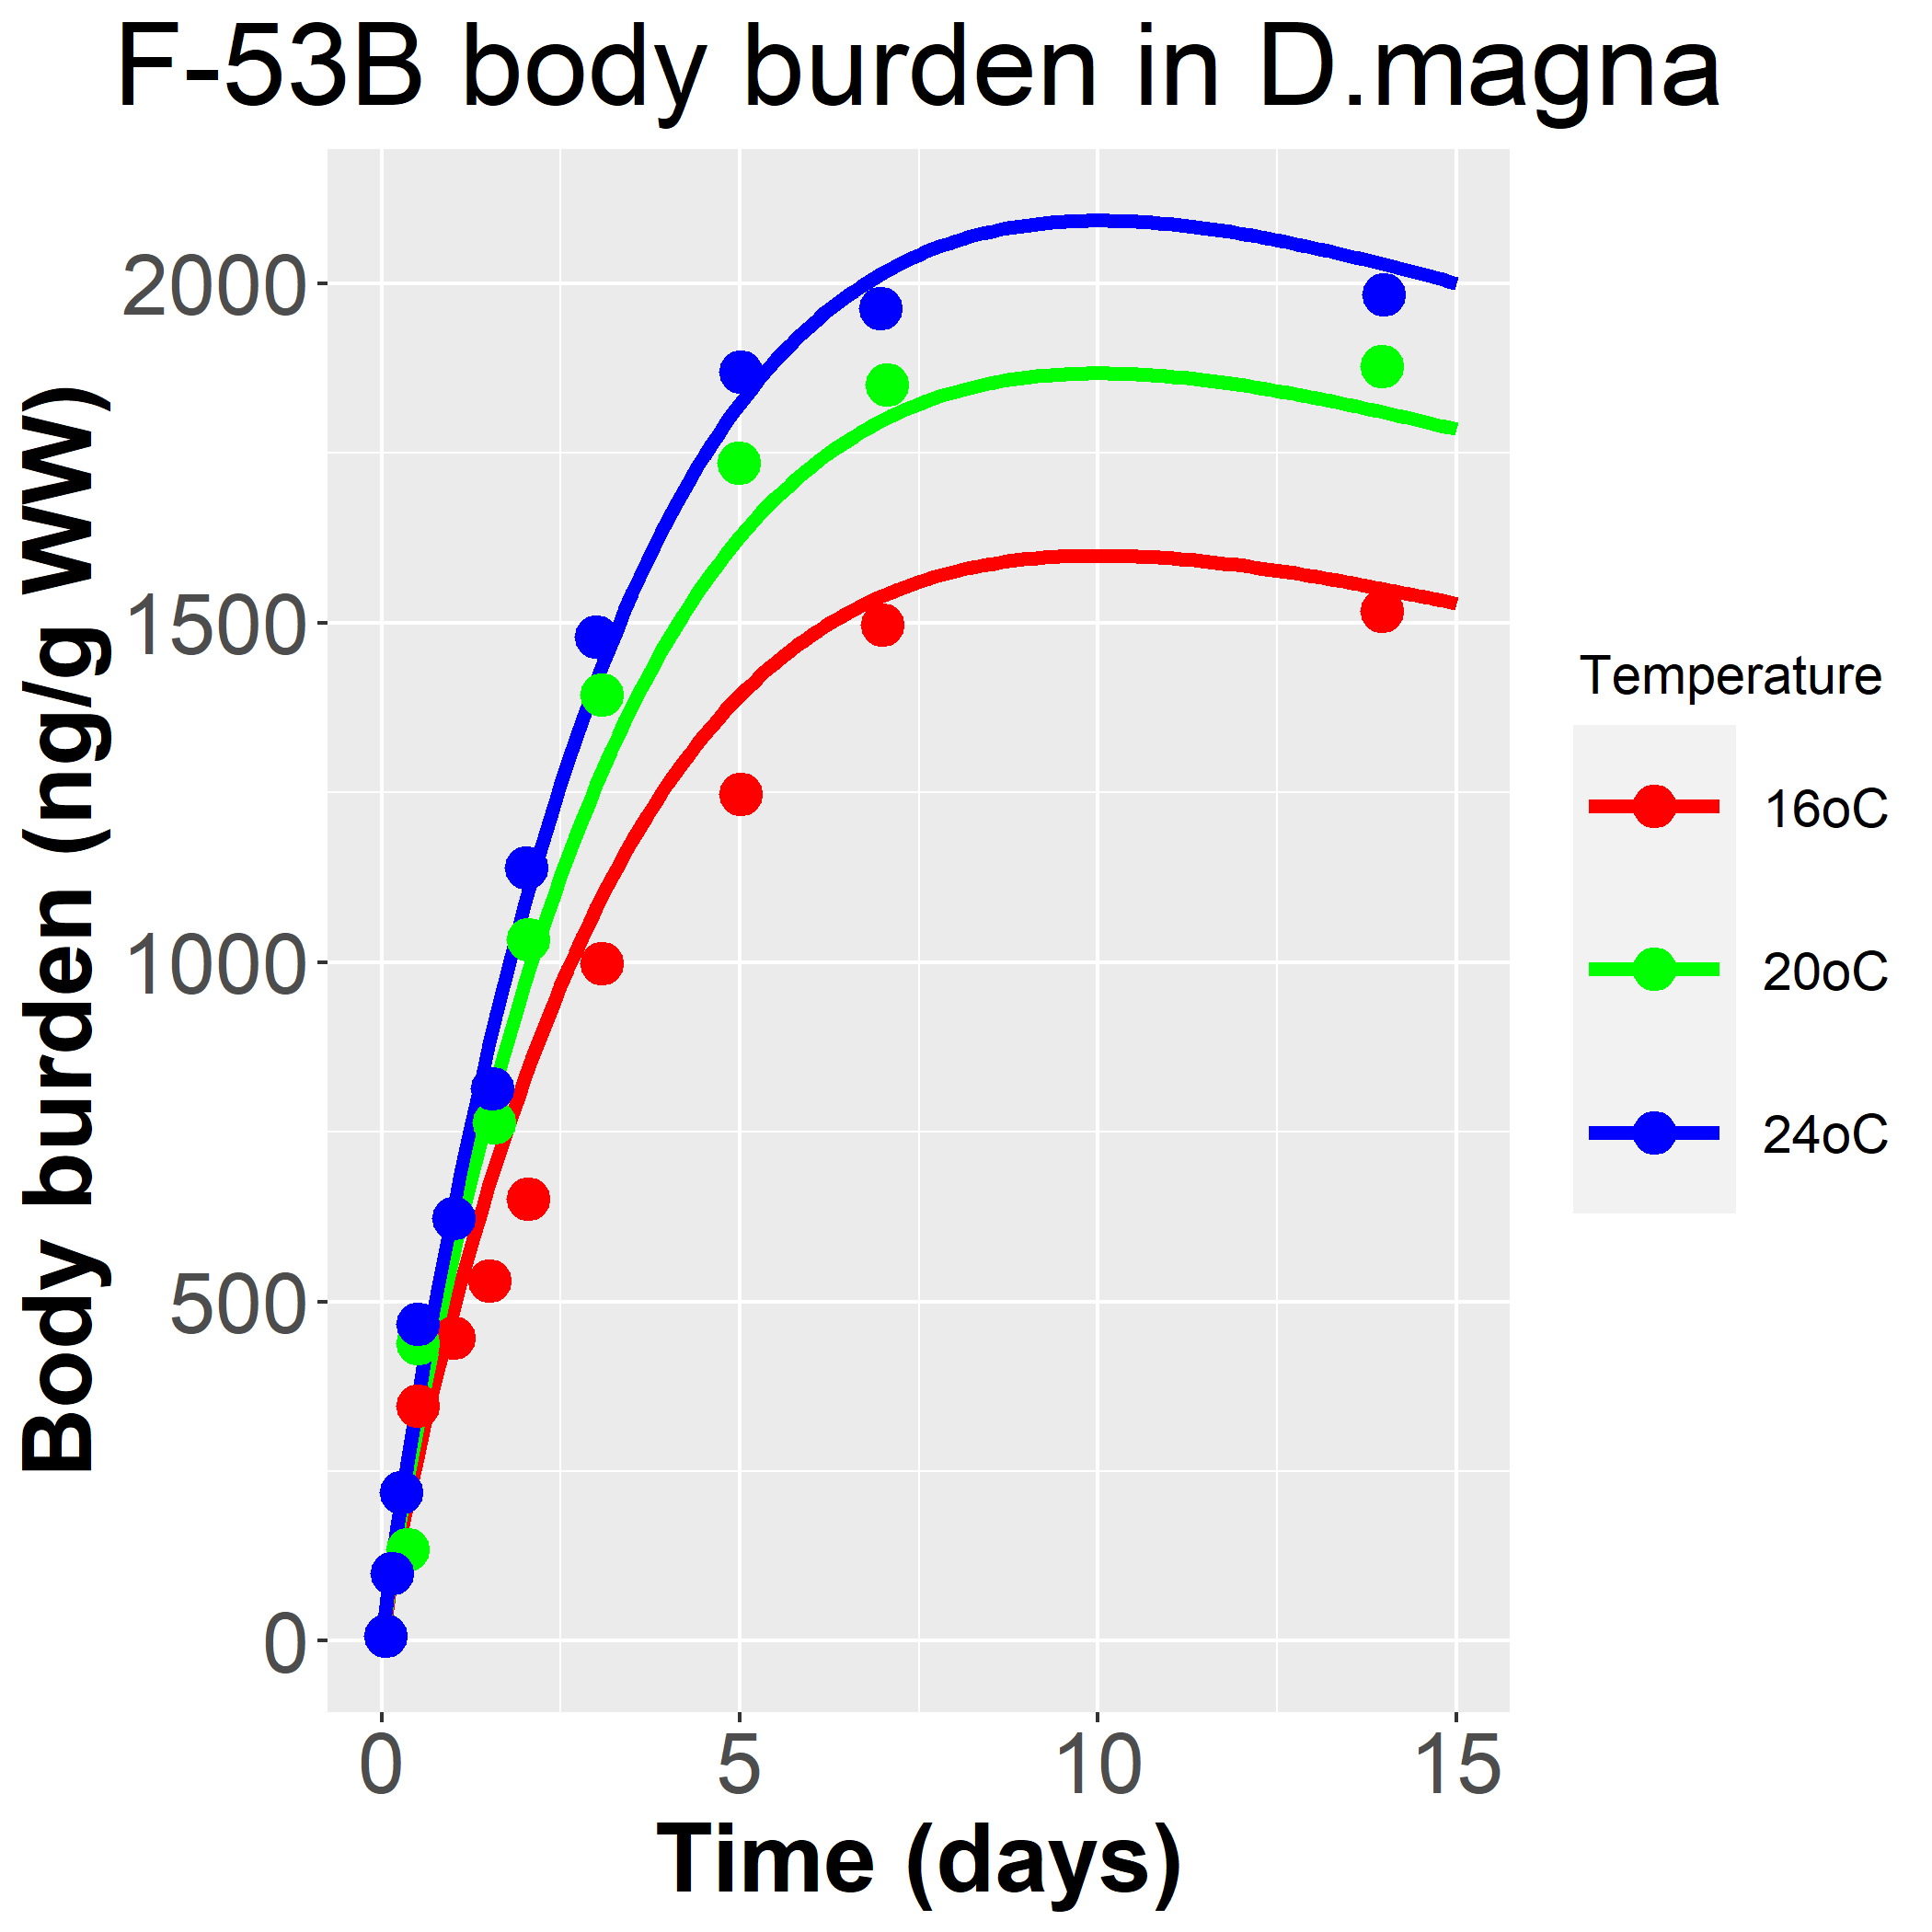 F-53B body burden in D.magna
Body burden (ng/g WW)
2000
1500
1000
500
0
0 5 10 15
Time (days)
Temperature
16oC
20oC
24oC